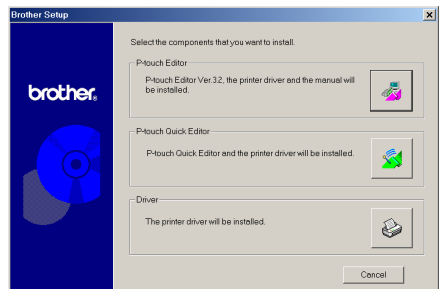 Brother Setup
brother®
Select the components that you want to install.
P-touch Editor
P-touch Editor Ver.3.2, the printer driver and the manual will
be installed.
P-touch Quick Editor
P-touch Quick Editor and the printer driver will be installed.
Driver
The printer driver will be installed.
Cancel